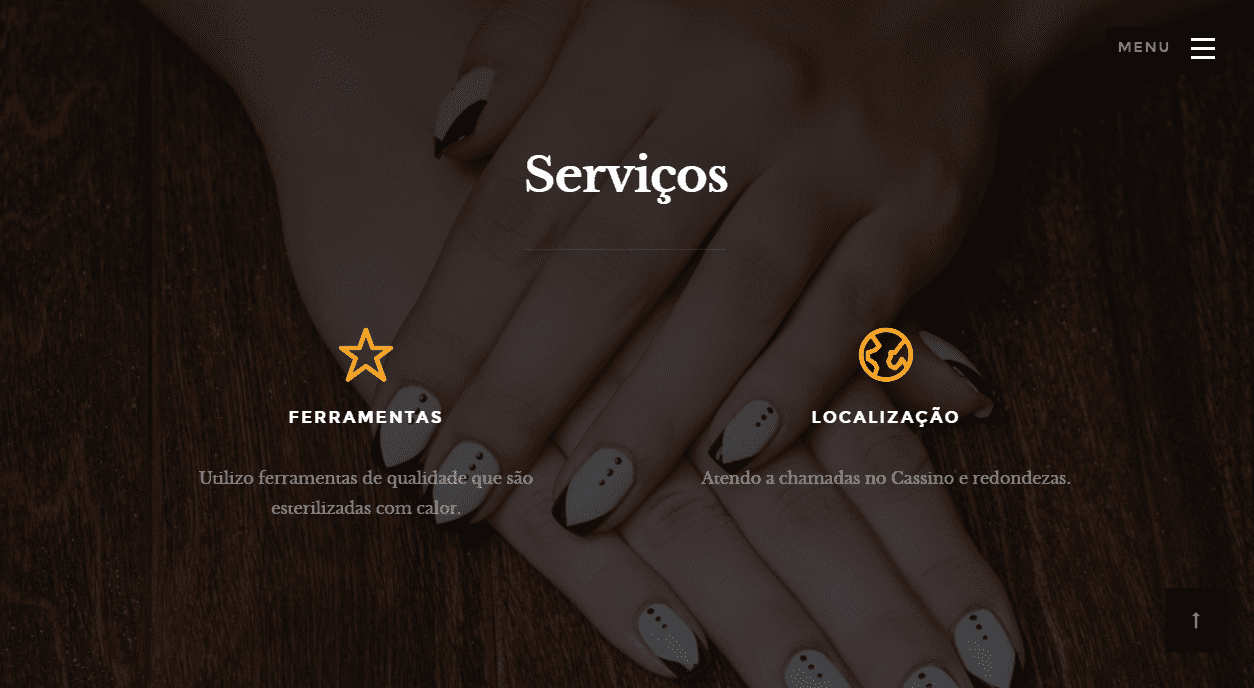 MENU
Serviços
FERRAMENTAS
Utilizo ferramentas de qualidade que são
esterilizadas com calor.
LOCALIZAÇÃO
Atendo a chamadas no Cassino e redondezas.